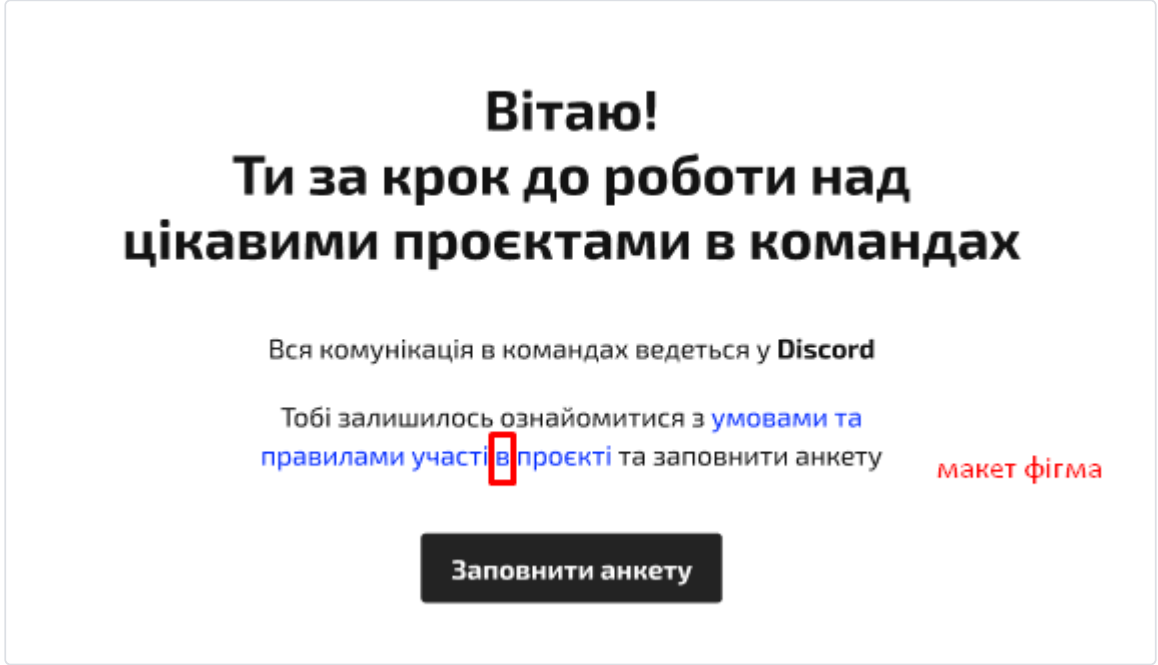 Вітаю!
Ти за крок до роботи над
цікавими проєктами в командах
Вся комунікація в командах ведеться у Discord
Тобі залишилось ознайомитися з умовами та
правилами участі в проєкті та заповнити анкету
макет фігма
Заповнити анкету